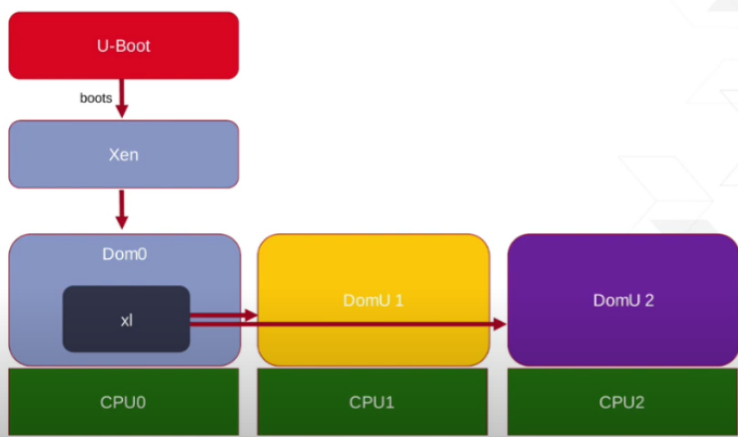 U-Boot
boots
Xen
Dom0
xl
DomU 1
DomU 2
CPU0
CPU1
CPU2